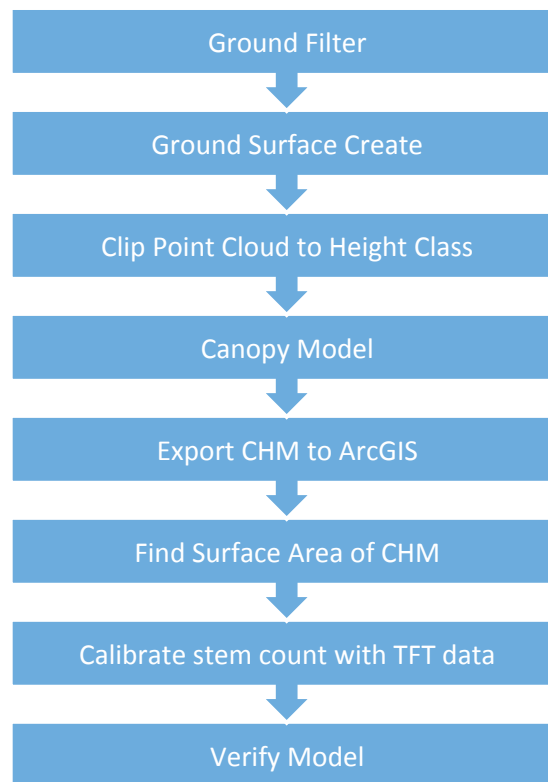 Ground Filter
Ground Surface Create
Clip Point Cloud to Height Class
Canopy Model
Export CHM to ArcGIS
Find Surface Area of CHM
Calibrate stem count with TFT data
Verify Model